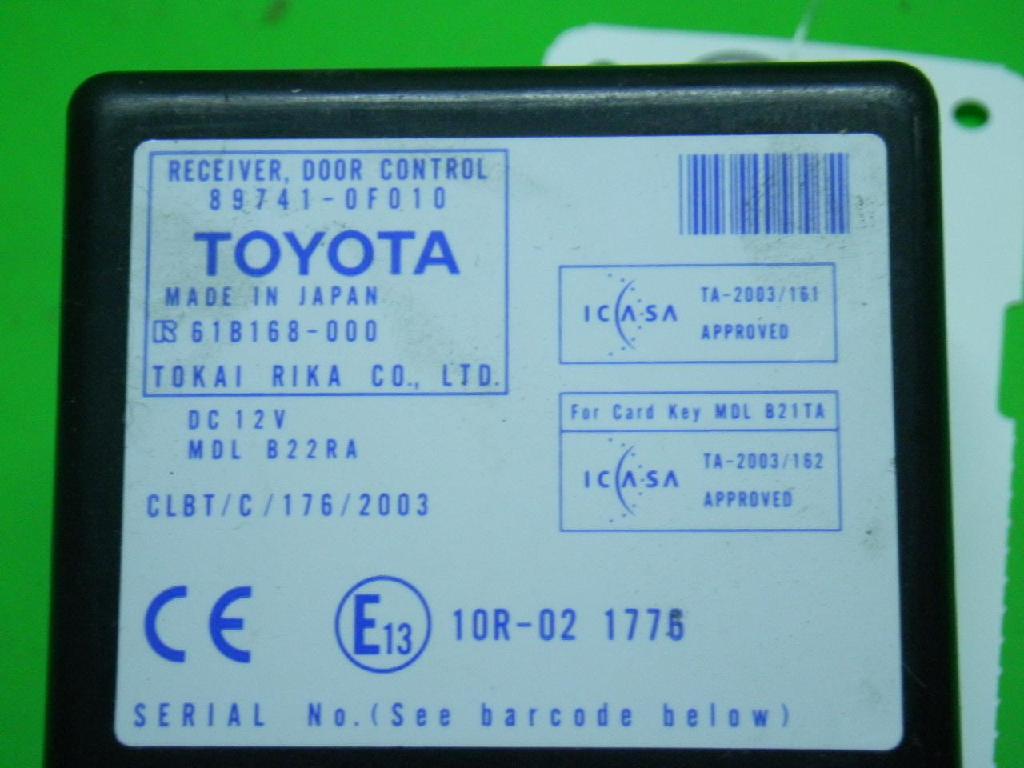 RECEIVER, DOOR CONTROL
89741-0F010
TOYOTA
MADE IN JAPAN
61B168-000
TOKAI RIKA CO., LTD.
DC 12V
MDL B22RA
CLBT/C/176/2003
ICASA TA-2003/161
APPROVED
For Card Key MDL B21TA
ICASA TA-2003/162
APPROVED
CE E13 10R-02 1776
SERIAL No.(See barcode below)